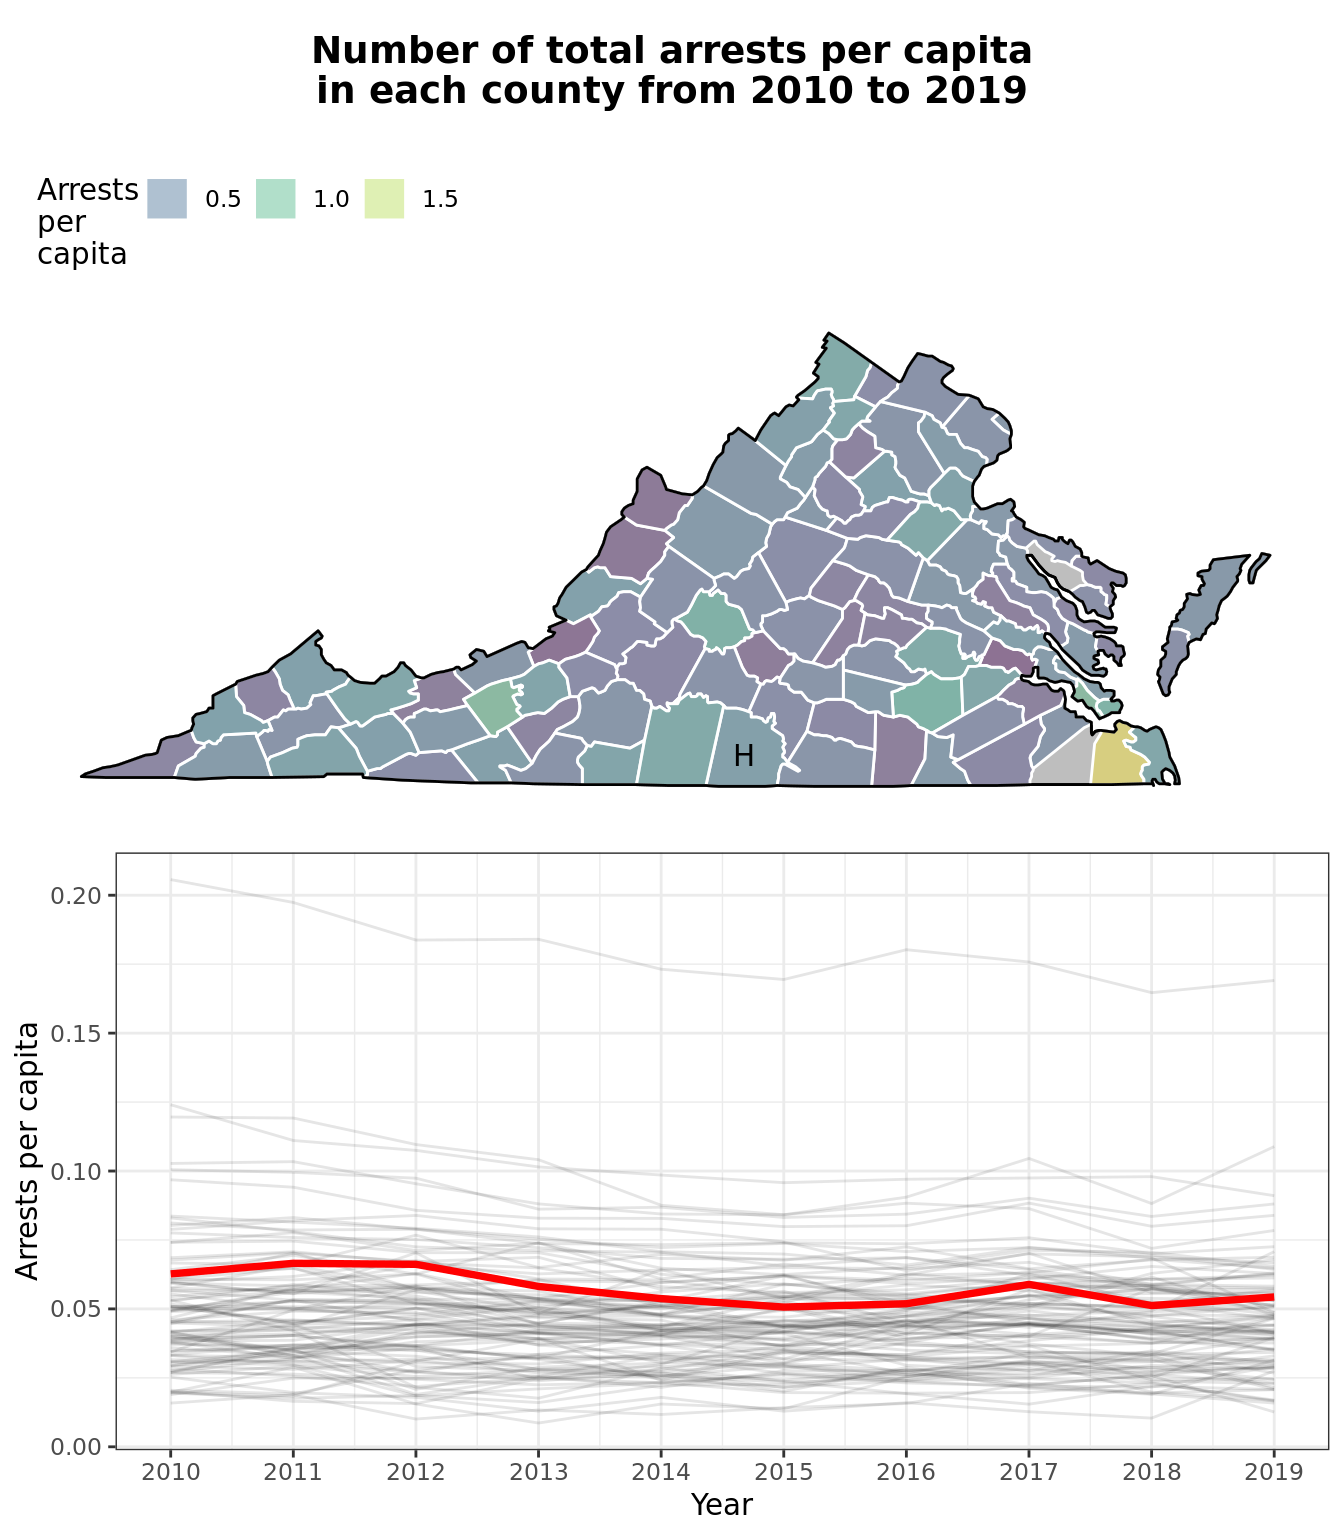 Number of total arrests per capita
in each county from 2010 to 2019
Arrests
per
capita
0.5
1.0
1.5
H
0.20
0.15
0.10
0.05
0.00
Arrests per capita
2010 2011 2012 2013 2014 2015 2016 2017 2018 2019
Year